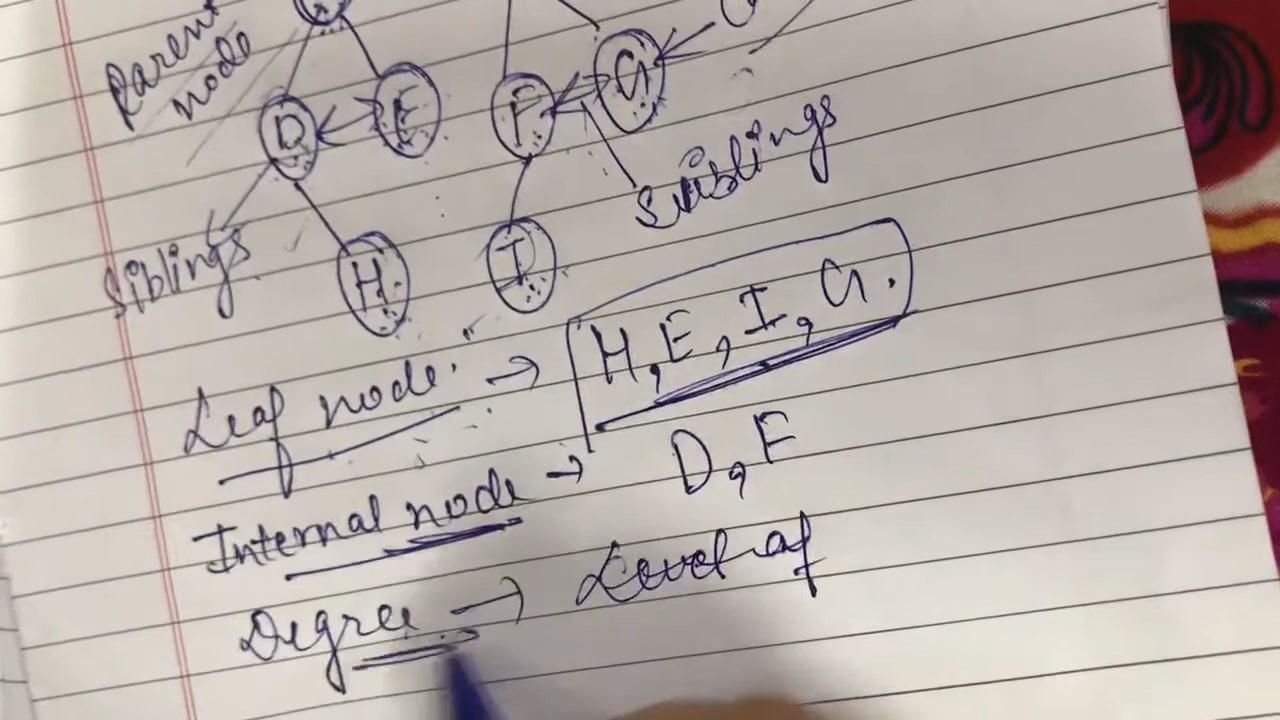 Parent
node
D E F G
siblings
siblings
H I
Leaf node. → H, E, I, G.
Internal node → D, F
Degree → Level of